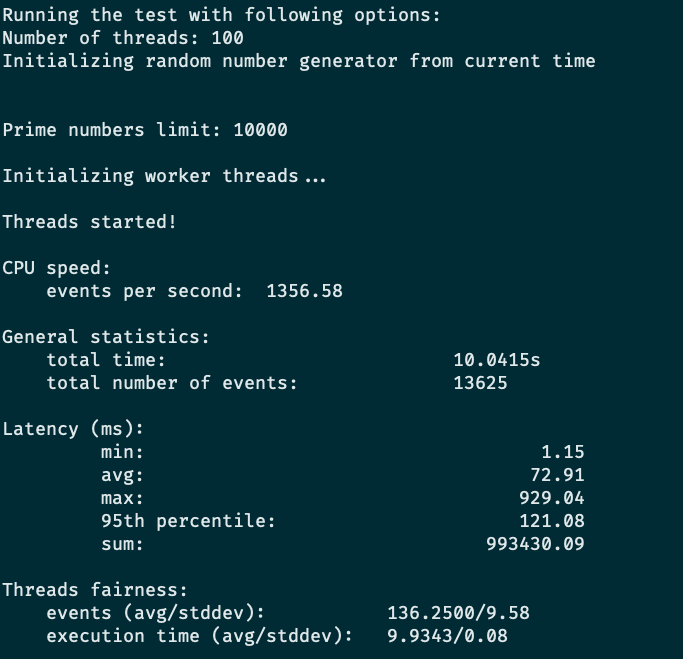 Running the test with following options:
Number of threads: 100
Initializing random number generator from current time
Prime numbers limit: 10000
Initializing worker threads...
Threads started!
CPU speed:
events per second: 1356.58
General statistics:
total time: 10.0415s
total number of events: 13625
Latency (ms):
min: 1.15
avg: 72.91
max: 929.04
95th percentile: 121.08
sum: 993430.09
Threads fairness:
events (avg/stddev): 136.2500/9.58
execution time (avg/stddev): 9.9343/0.08